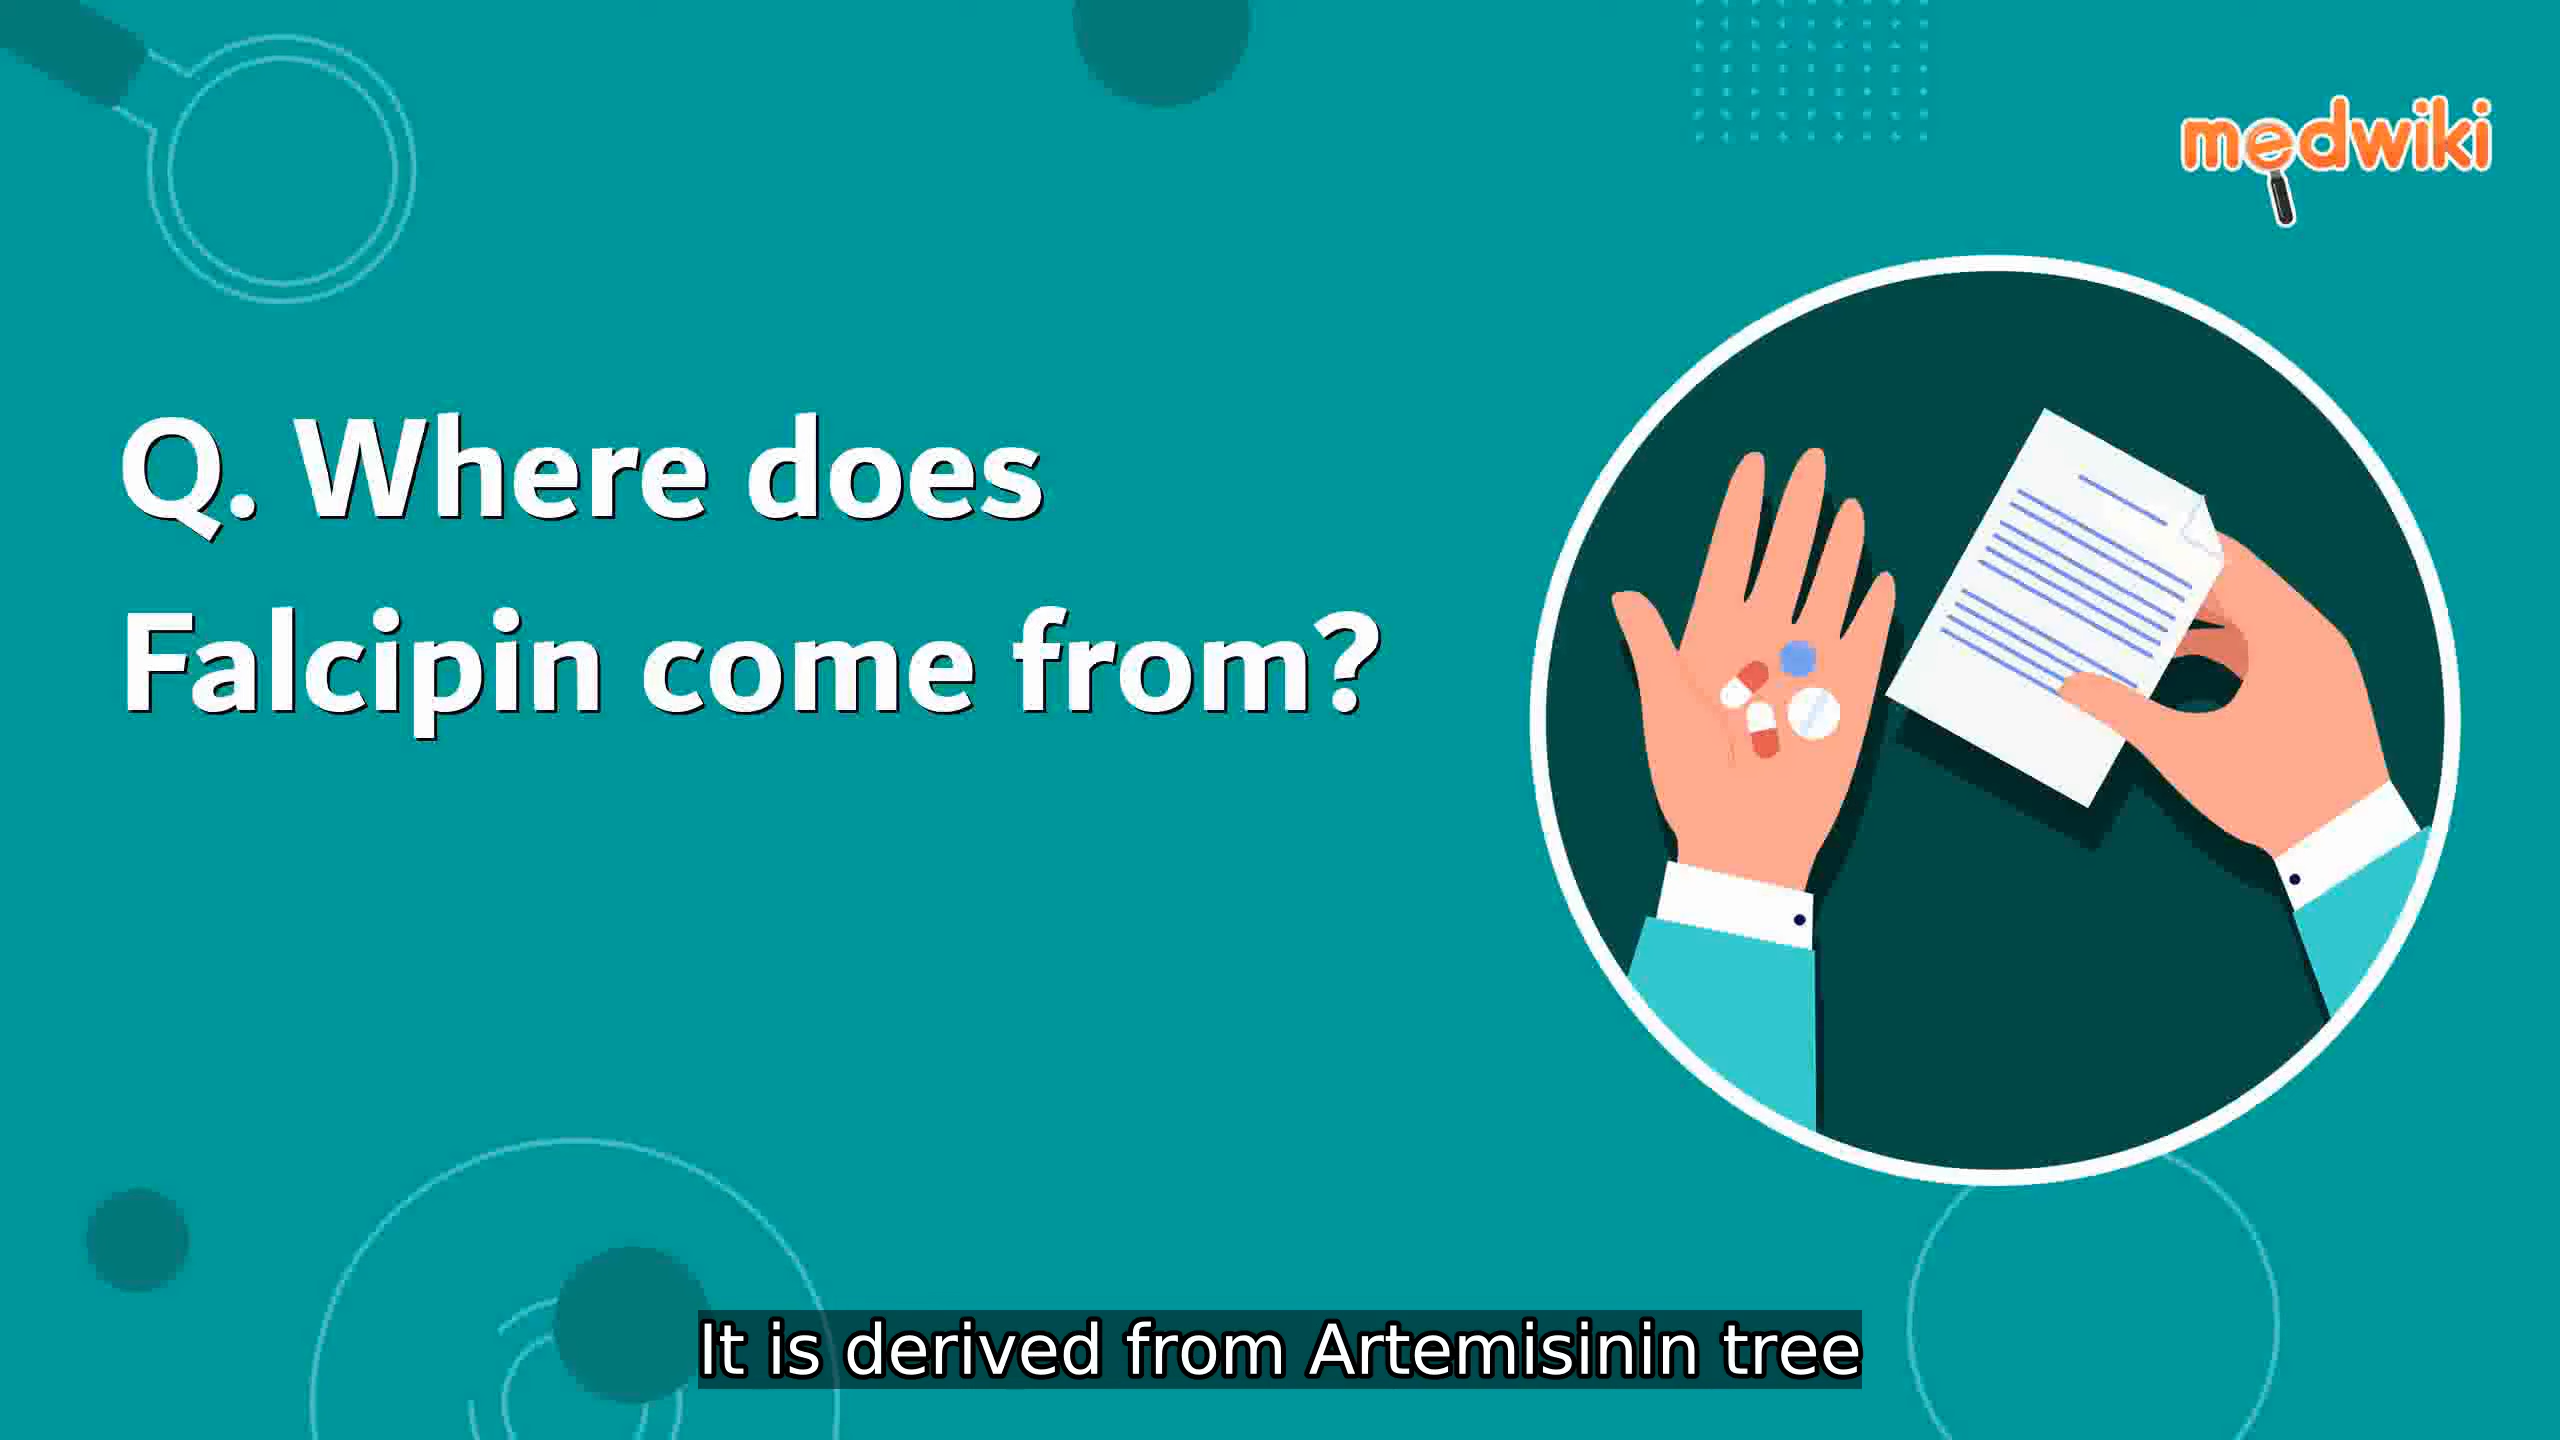 medwiki
Q. Where does
Falcipin come from?
It is derived from Artemisinin tree